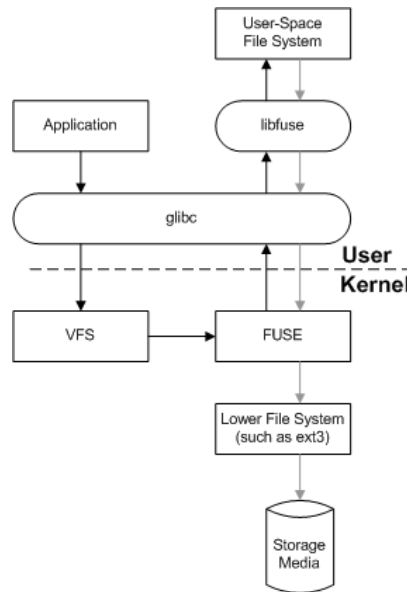 User-Space
File System
Application
libfuse
glibc
User
Kernel
VFS
FUSE
Lower File System
(such as ext3)
Storage
Media